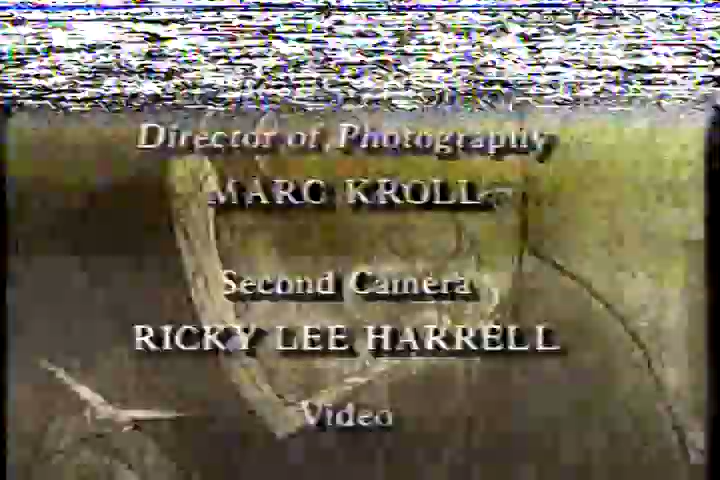 Director of Photography
MARC KROLL
Second Camera
RICKY LEE HARRELL
Video